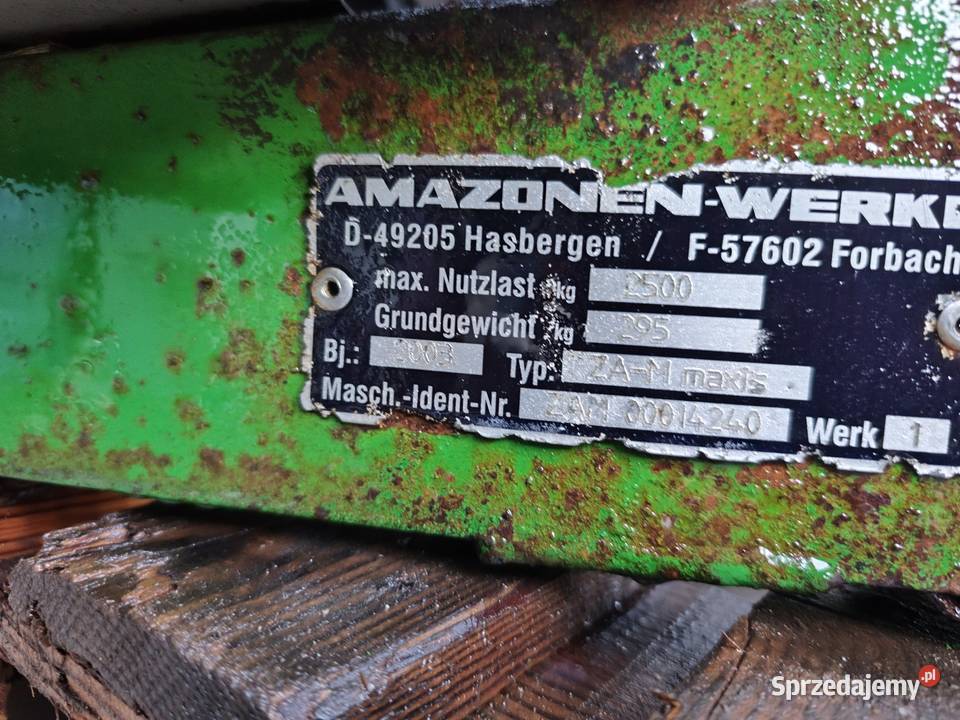 AMAZONEN-WERKE
D-49205 Hasbergen / F-57602 Forbach
max. Nutzlast /kg 2500
Grundgewicht /kg 295
Bj.: 2003 Typ: ZA-M maxis
Masch.-Ident-Nr. ZAM 00014240 Werk 1
Sprzedajemy.pl